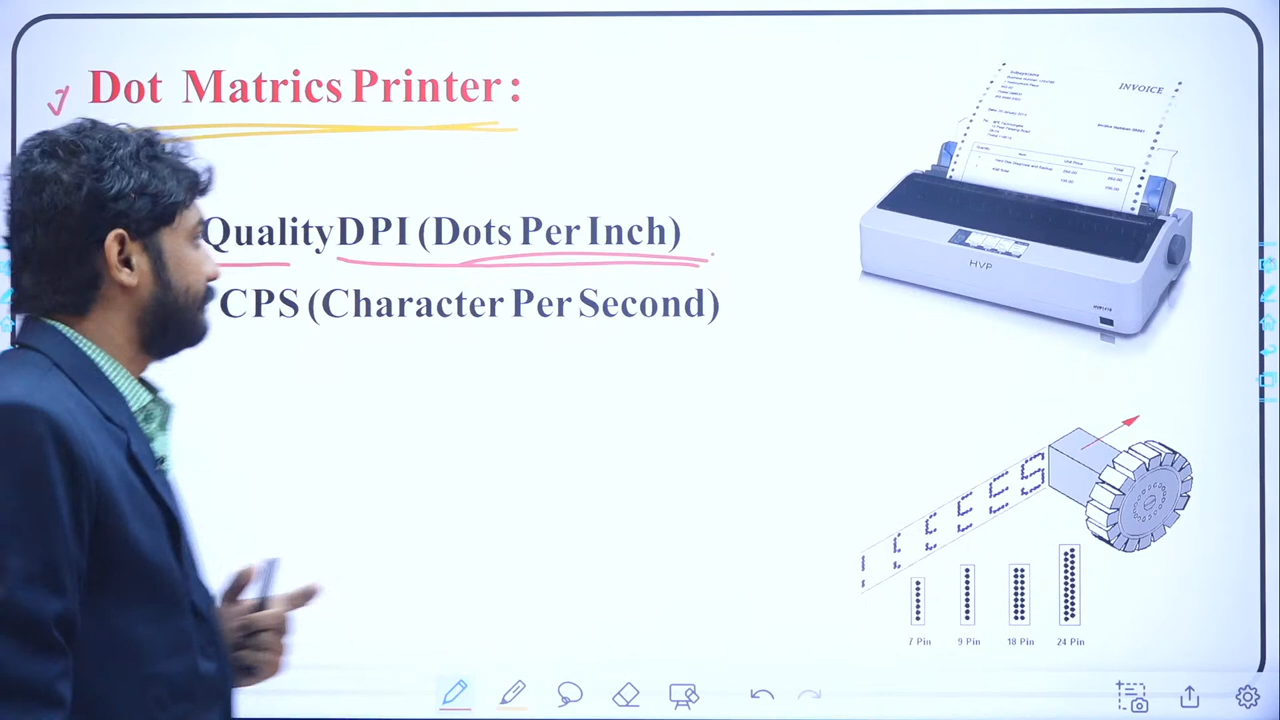 Dot Matrics Printer :
Quality DPI (Dots Per Inch)
CPS (Character Per Second)
INVOICE
HVP
7 Pin
9 Pin
18 Pin
24 Pin